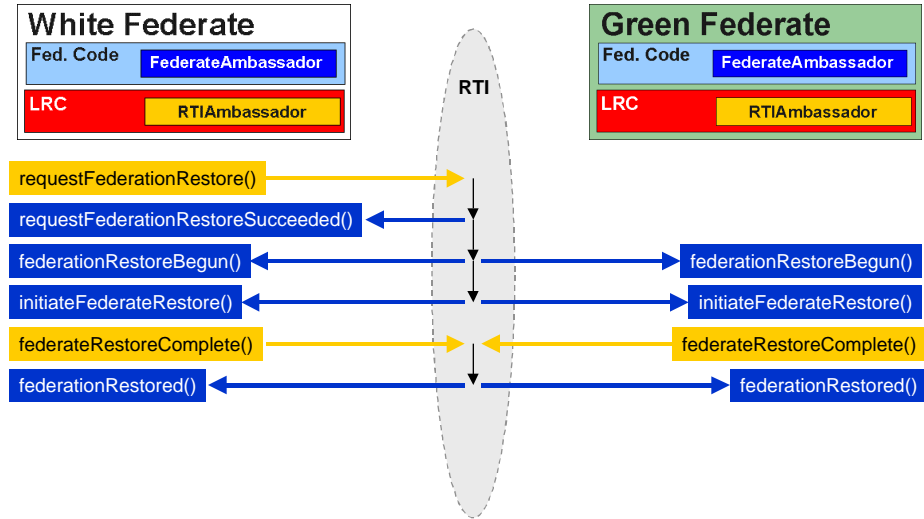 White Federate
Fed. Code
FederateAmbassador
LRC
RTIAmbassador
RTI
Green Federate
Fed. Code
FederateAmbassador
LRC
RTIAmbassador
requestFederationRestore()
requestFederationRestoreSucceeded()
federationRestoreBegun()
federationRestoreBegun()
initiateFederateRestore()
initiateFederateRestore()
federateRestoreComplete()
federateRestoreComplete()
federationRestored()
federationRestored()